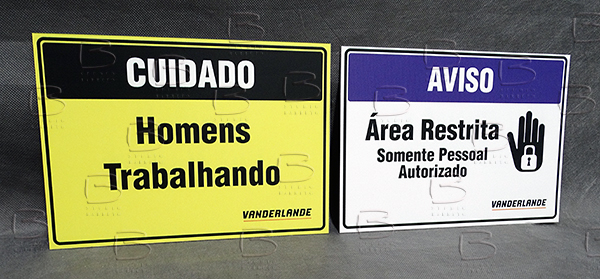 CUIDADO
Homens
Trabalhando
VANDERLANDE
AVISO
Área Restrita
Somente Pessoal
Autorizado
VANDERLANDE